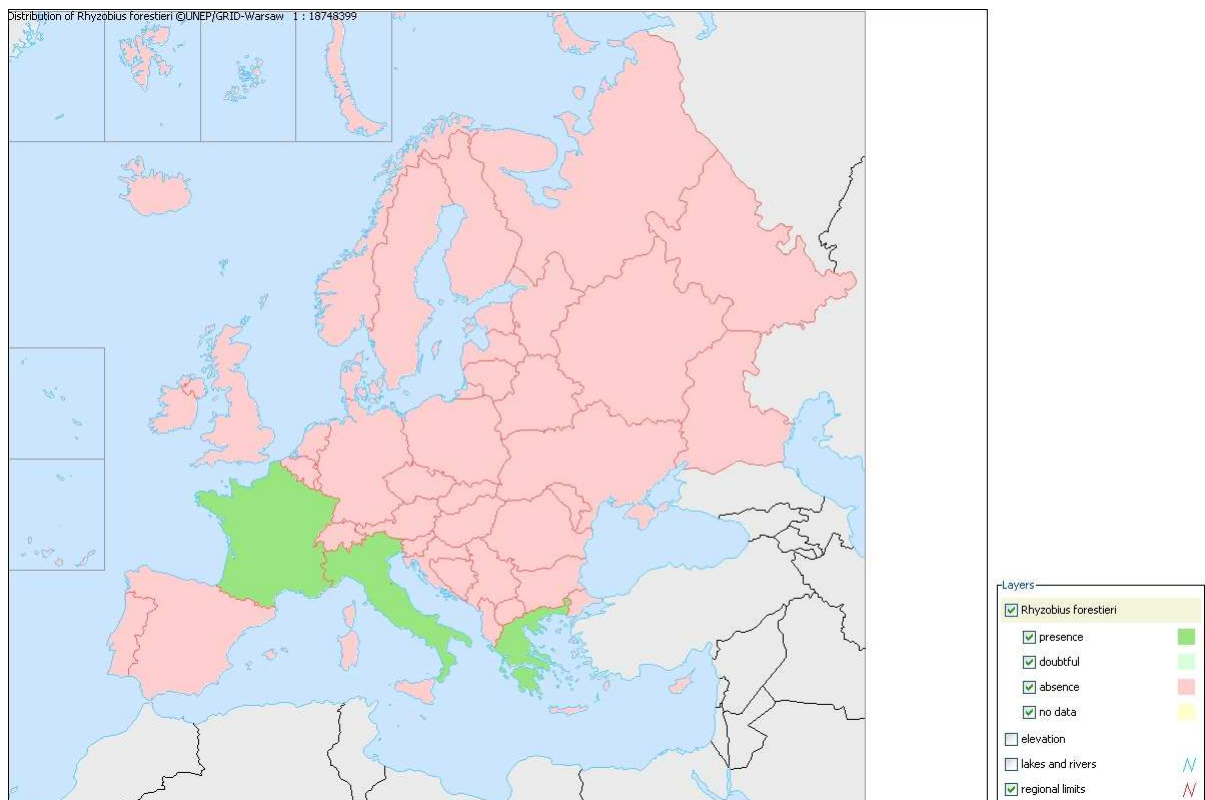 Distribution of Rhyzobius forestieri ©UNEP/GRID-Warsaw 1 : 18748399
Layers
Rhyzobius forestieri
presence
doubtful
absence
no data
elevation
lakes and rivers
regional limits